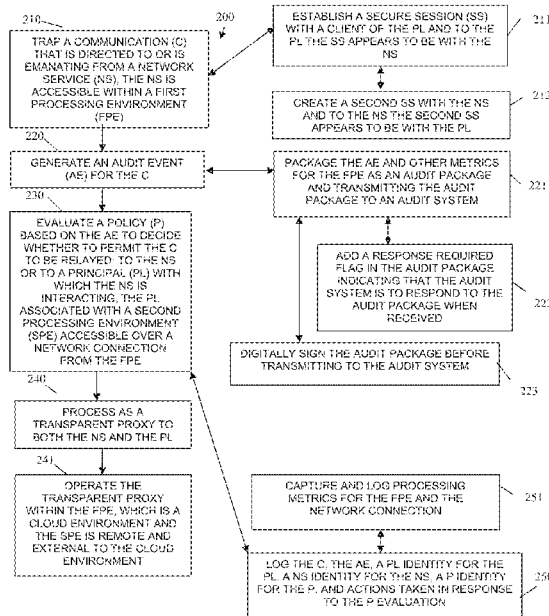 210
200
TRAP A COMMUNICATION (C)
THAT IS DIRECTED TO OR IS
EMANATING FROM A NETWORK
SERVICE (NS), THE NS IS
ACCESSIBLE WITHIN A FIRST
PROCESSING ENVIRONMENT
(FPE)
220
GENERATE AN AUDIT EVENT
(AE) FOR THE C
230
EVALUATE A POLICY (P)
BASED ON THE AE TO DECIDE
WHETHER TO PERMIT THE C
TO BE RELAYED: TO THE NS
OR TO A PRINCIPAL (PL) WITH
WHICH THE NS IS
INTERACTING, THE PL
ASSOCIATED WITH A SECOND
PROCESSING ENVIRONMENT
(SPE) ACCESSIBLE OVER A
NETWORK CONNECTION
FROM THE FPE
240
PROCESS AS A
TRANSPARENT PROXY TO
BOTH THE NS AND THE PL
241
OPERATE THE
TRANSPARENT PROXY
WITHIN THE FPE, WHICH IS A
CLOUD ENVIRONMENT AND
THE SPE IS REMOTE AND
EXTERNAL TO THE CLOUD
ENVIRONMENT
211
ESTABLISH A SECURE SESSION (SS)
WITH A CLIENT OF THE PL AND TO THE
PL THE SS APPEARS TO BE WITH THE
NS
212
CREATE A SECOND SS WITH THE NS
AND TO THE NS THE SECOND SS
APPEARS TO BE WITH THE PL
221
PACKAGE THE AE AND OTHER METRICS
FOR THE FPE AS AN AUDIT PACKAGE
AND TRANSMITTING THE AUDIT
PACKAGE TO AN AUDIT SYSTEM
222
ADD A RESPONSE REQUIRED
FLAG IN THE AUDIT PACKAGE
INDICATING THAT THE AUDIT
SYSTEM IS TO RESPOND TO THE
AUDIT PACKAGE WHEN
RECEIVED
DIGITALLY SIGN THE AUDIT PACKAGE BEFORE
TRANSMITTING TO THE AUDIT SYSTEM
223
251
CAPTURE AND LOG PROCESSING
METRICS FOR THE FPE AND THE
NETWORK CONNECTION
250
LOG THE C, THE AE, A PL IDENTITY FOR THE
PL, A NS IDENTITY FOR THE NS, A P IDENTITY
FOR THE P, AND ACTIONS TAKEN IN RESPONSE
TO THE P EVALUATION